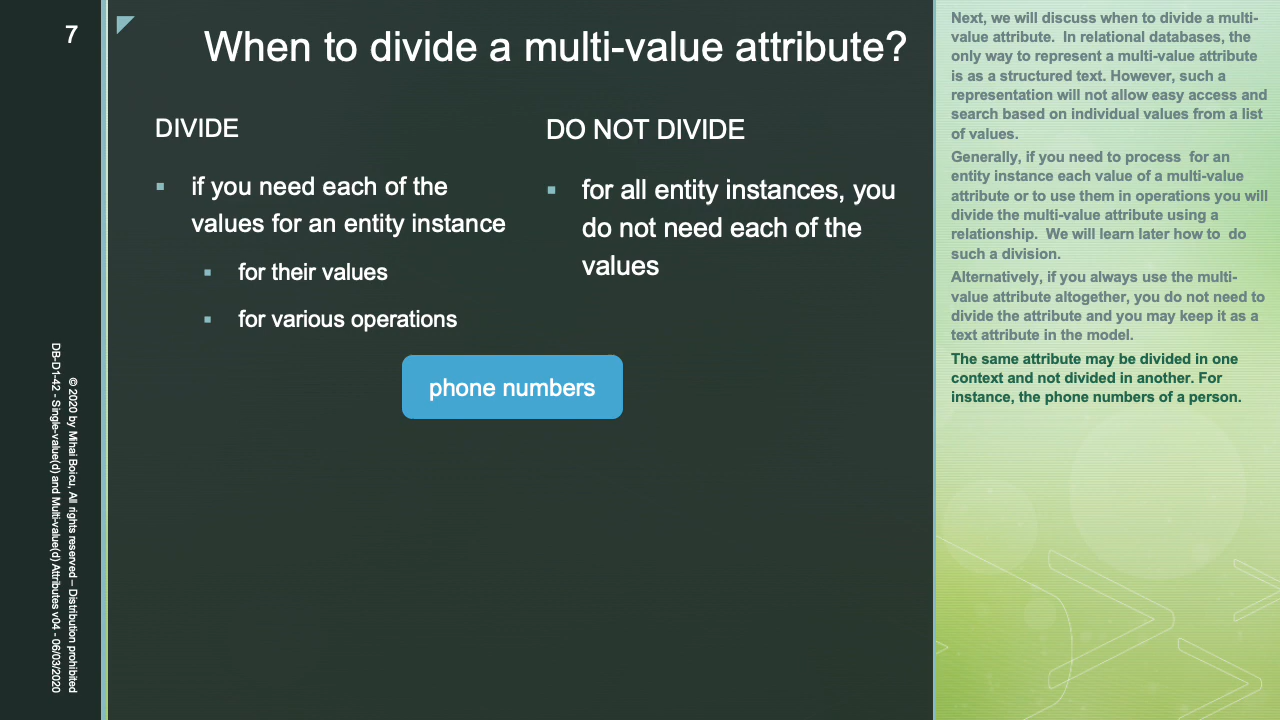 7
When to divide a multi-value attribute?
DIVIDE
▪ if you need each of the
values for an entity instance
▪ for their values
▪ for various operations
DO NOT DIVIDE
▪ for all entity instances, you
do not need each of the
values
phone numbers
© 2020 by Mihai Boicu, All rights reserved – Distribution prohibited
DB-D1-42 - Single-value(d) and Multi-value(d) Attributes v04 - 06/03/2020
Next, we will discuss when to divide a multi-
value attribute. In relational databases, the
only way to represent a multi-value attribute
is as a structured text. However, such a
representation will not allow easy access and
search based on individual values from a list
of values.
Generally, if you need to process for an
entity instance each value of a multi-value
attribute or to use them in operations you will
divide the multi-value attribute using a
relationship. We will learn later how to do
such a division.
Alternatively, if you always use the multi-
value attribute altogether, you do not need to
divide the attribute and you may keep it as a
text attribute in the model.
The same attribute may be divided in one
context and not divided in another. For
instance, the phone numbers of a person.